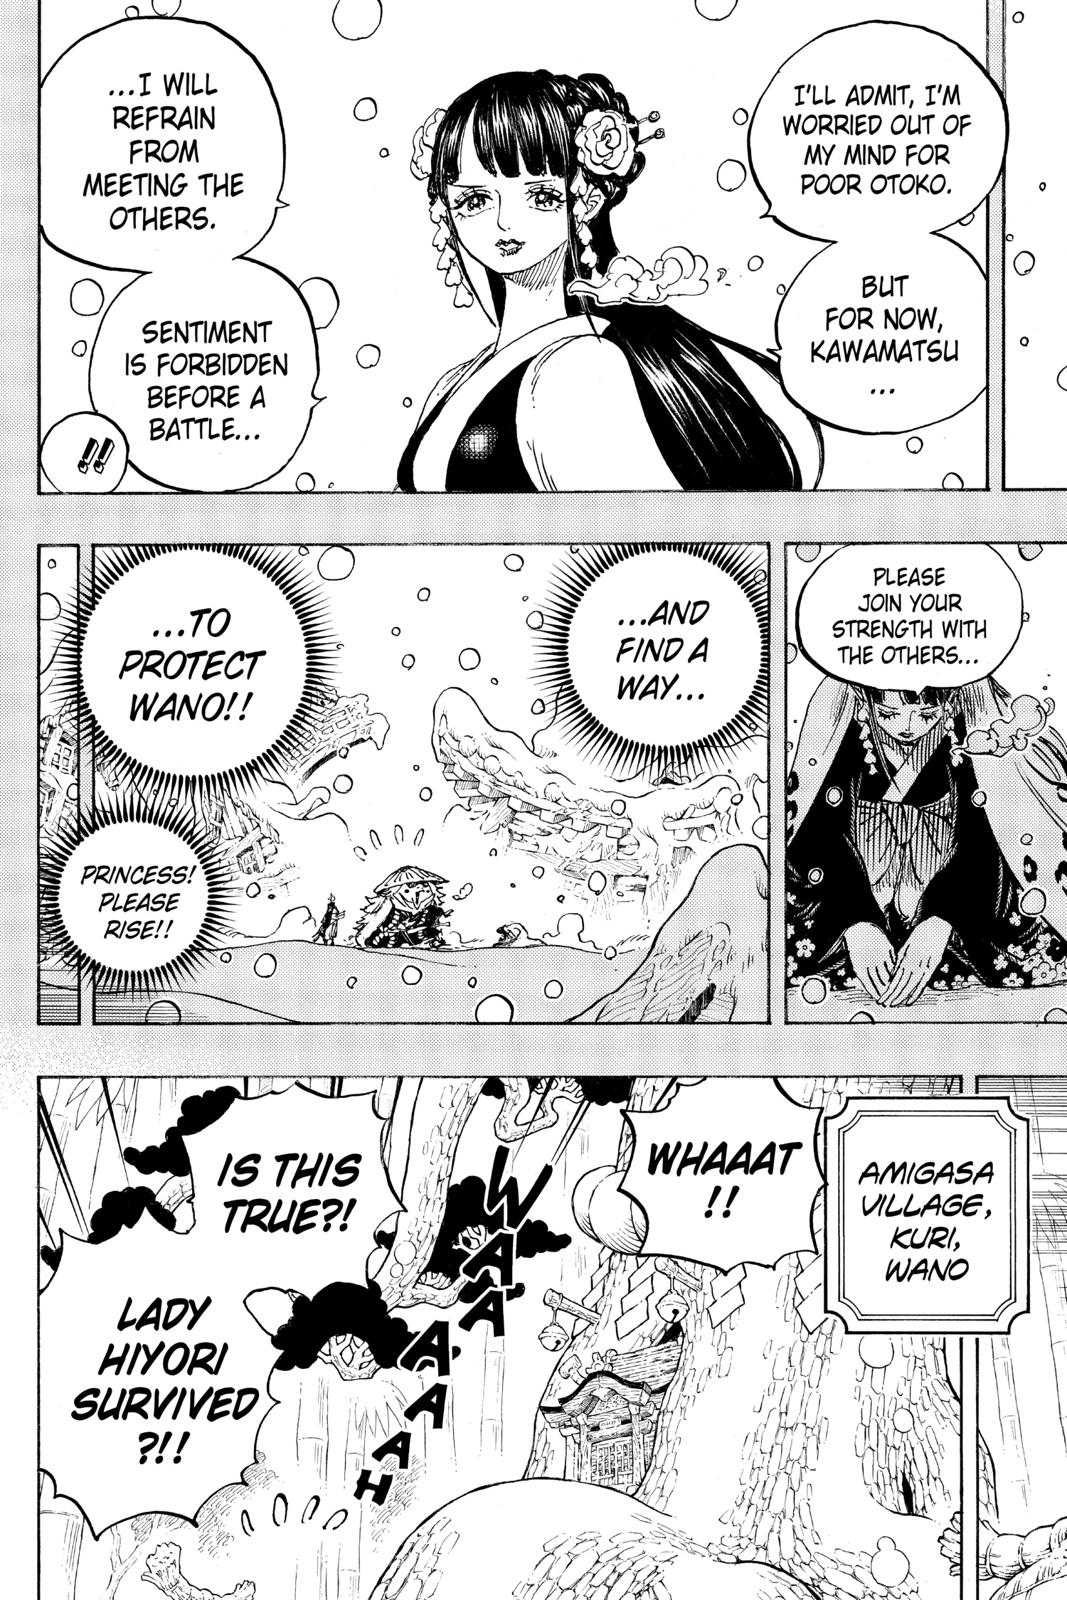 I'LL ADMIT, I'M
WORRIED OUT OF
MY MIND FOR
POOR OTOKO.
BUT
FOR NOW,
KAWAMATSU
...
...I WILL
REFRAIN
FROM
MEETING THE
OTHERS.
SENTIMENT
IS FORBIDDEN
BEFORE A
BATTLE...
!!
PLEASE
JOIN YOUR
STRENGTH WITH
THE OTHERS...
...AND
FIND A
WAY...
...TO
PROTECT
WANO!!
PRINCESS!
PLEASE
RISE!!
AMIGASA
VILLAGE,
KURI,
WANO
WHAAAT
!!
WAAAAAH
IS THIS
TRUE?!
LADY
HIYORI
SURVIVED
?!!